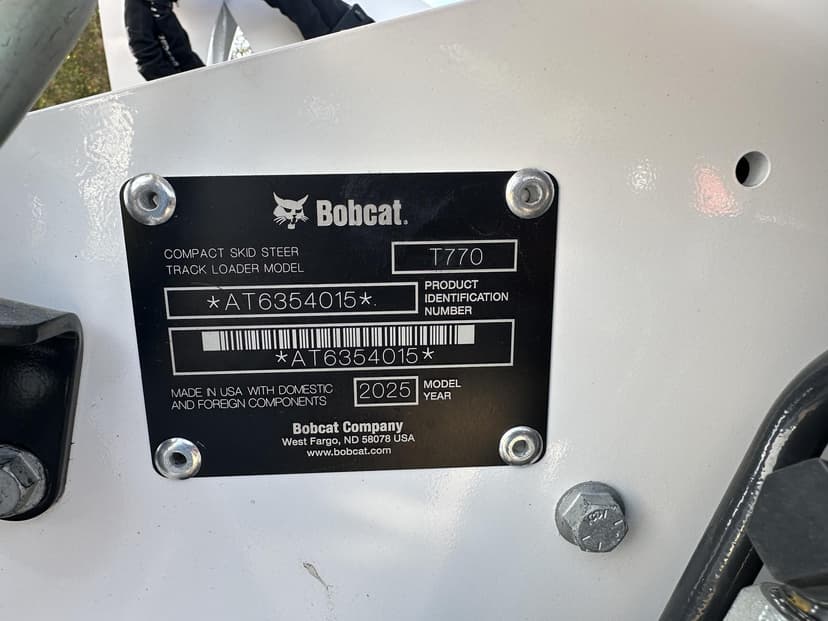 Bobcat.
COMPACT SKID STEER
TRACK LOADER MODEL
T770
*AT6354015*
PRODUCT
IDENTIFICATION
NUMBER
*AT6354015*
MADE IN USA WITH DOMESTIC
AND FOREIGN COMPONENTS
2025
MODEL
YEAR
Bobcat Company
West Fargo, ND 58078 USA
www.bobcat.com